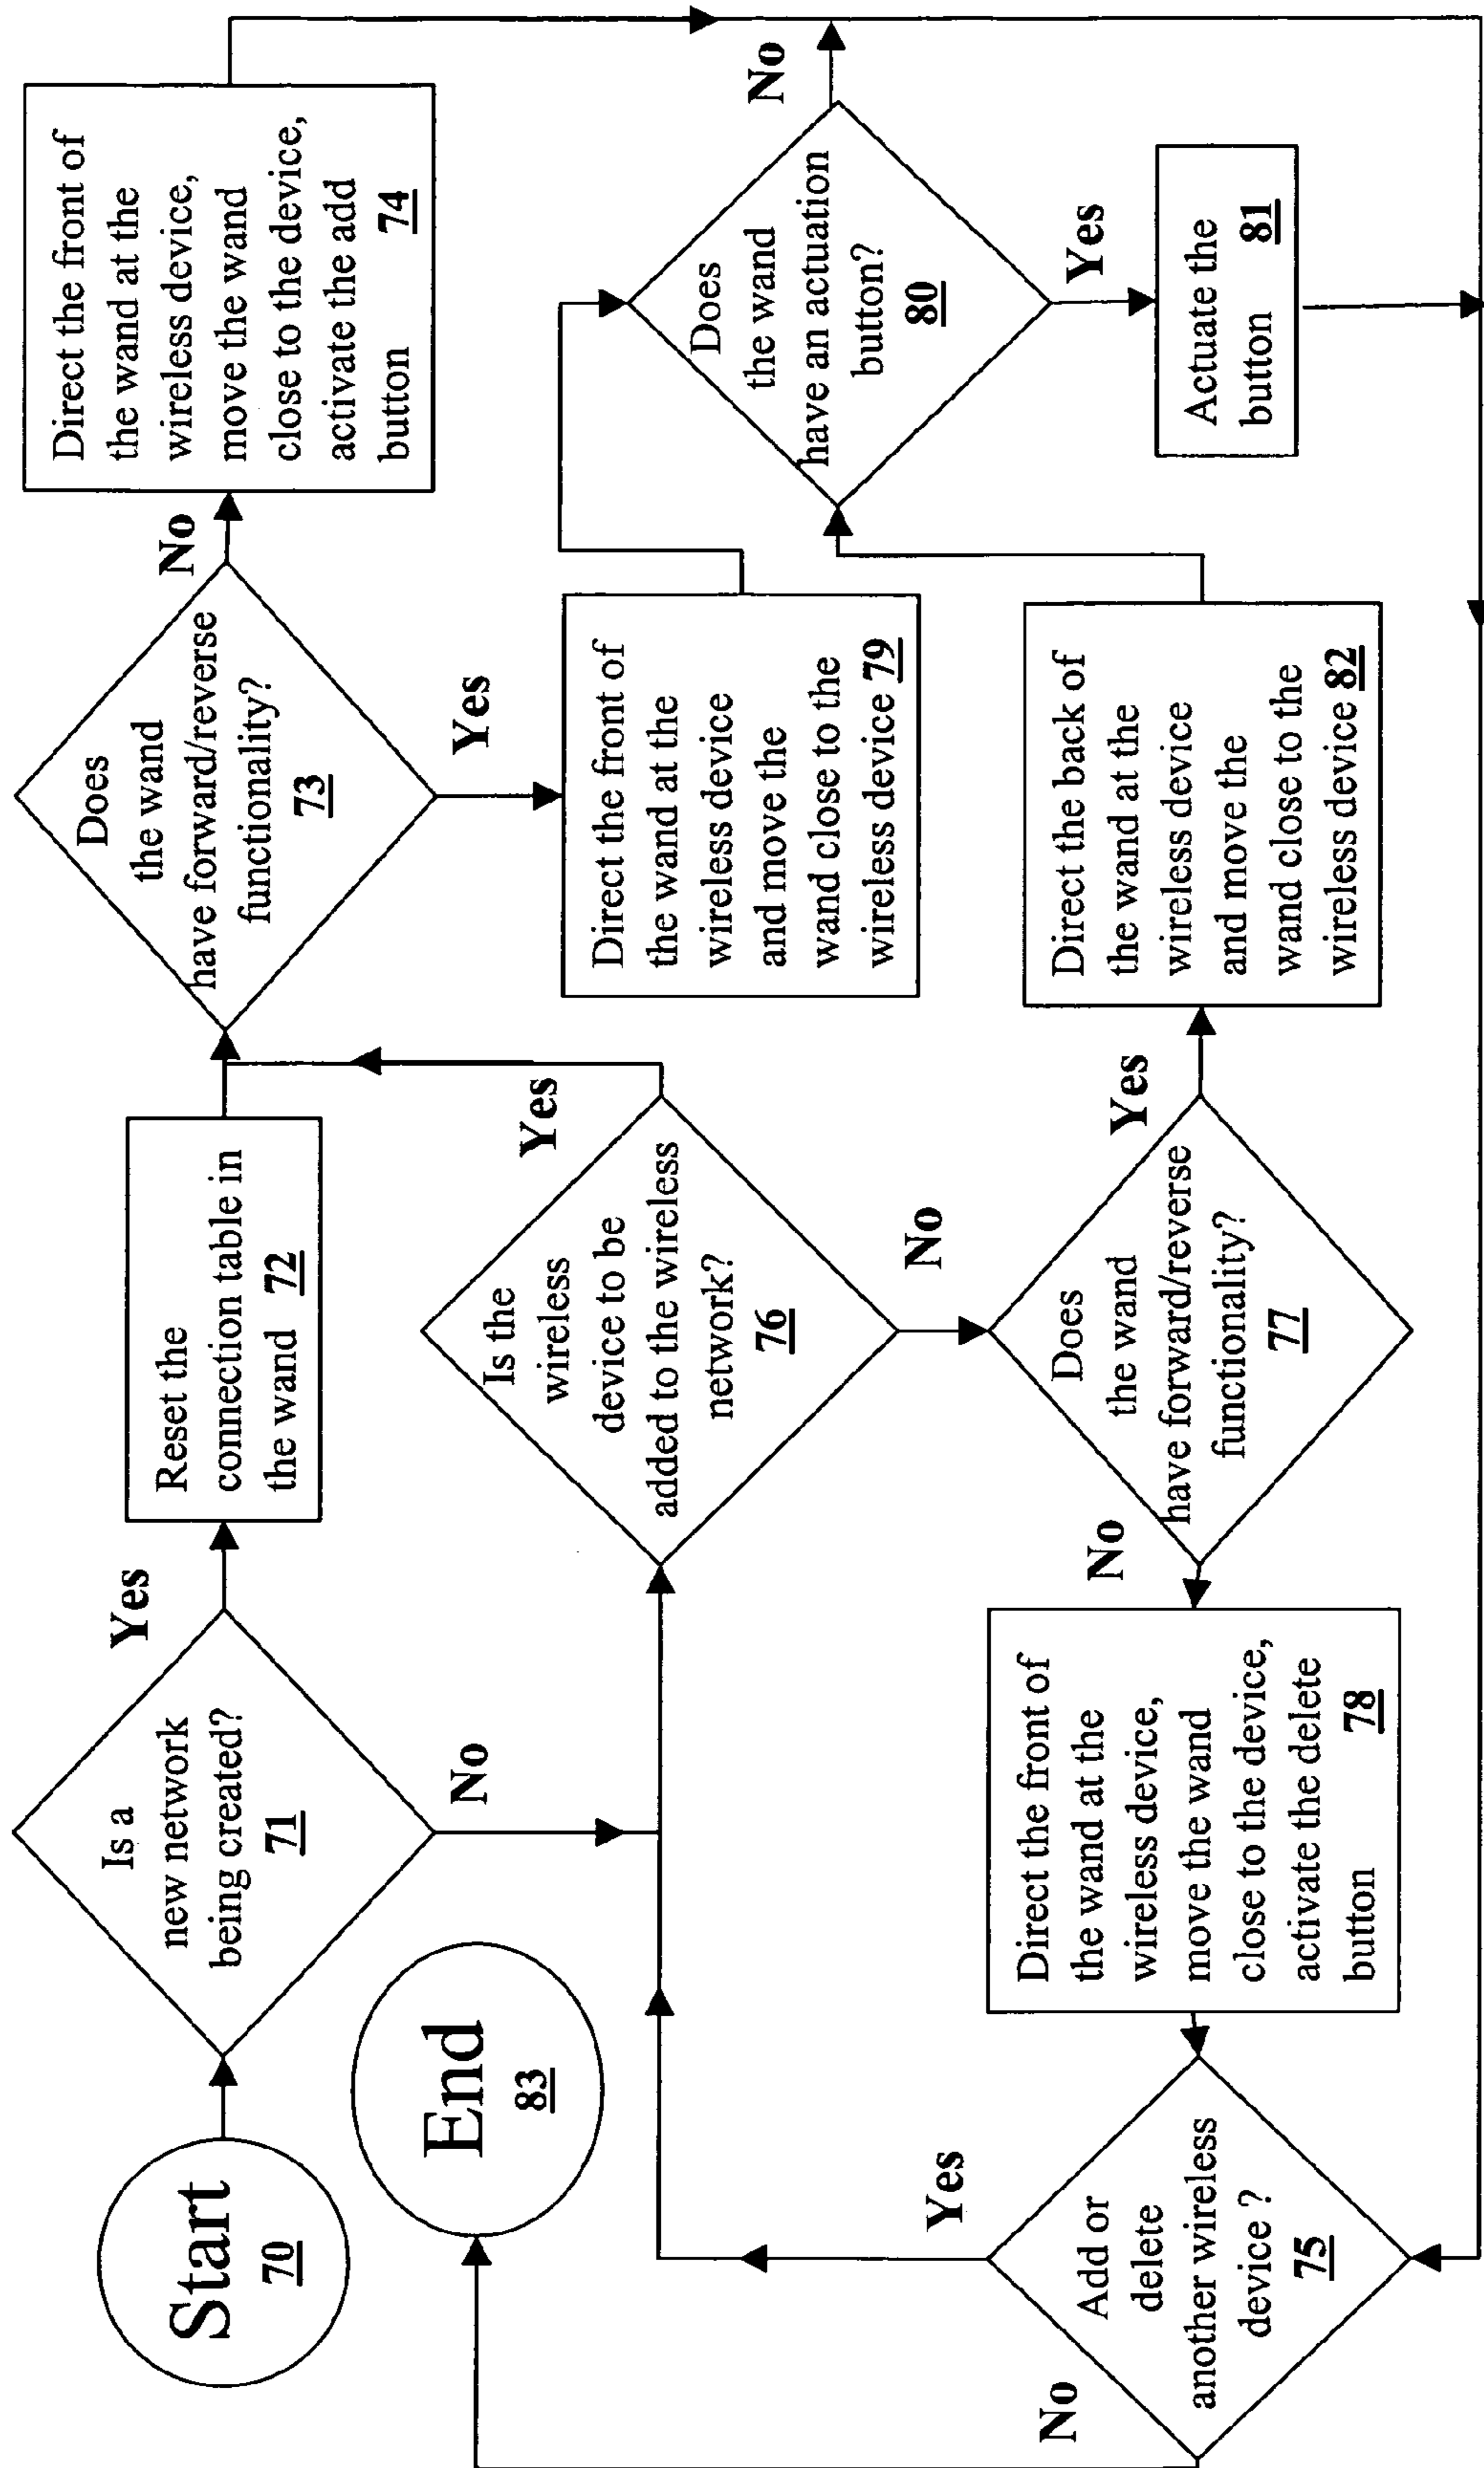 Start
70
Is a
new network
being created?
71
Yes
No
Reset the
connection table in
the wand 72
Does
the wand
have forward/reverse
functionality?
73
No
Yes
Direct the front of
the wand at the
wireless device,
move the wand
close to the device,
activate the add
button 74
End
83
Is the
wireless
device to be
added to the wireless
network?
76
Yes
No
Direct the front of
the wand at the
wireless device
and move the
wand close to the
wireless device 79
Does
the wand
have an actuation
button?
80
No
Yes
Actuate the
button 81
Add or
delete
another wireless
device ?
75
Yes
No
Direct the front of
the wand at the
wireless device,
move the wand
close to the device,
activate the delete
button 78
No
Does
the wand
have forward/reverse
functionality?
77
Yes
Direct the back of
the wand at the
wireless device
and move the
wand close to the
wireless device 82